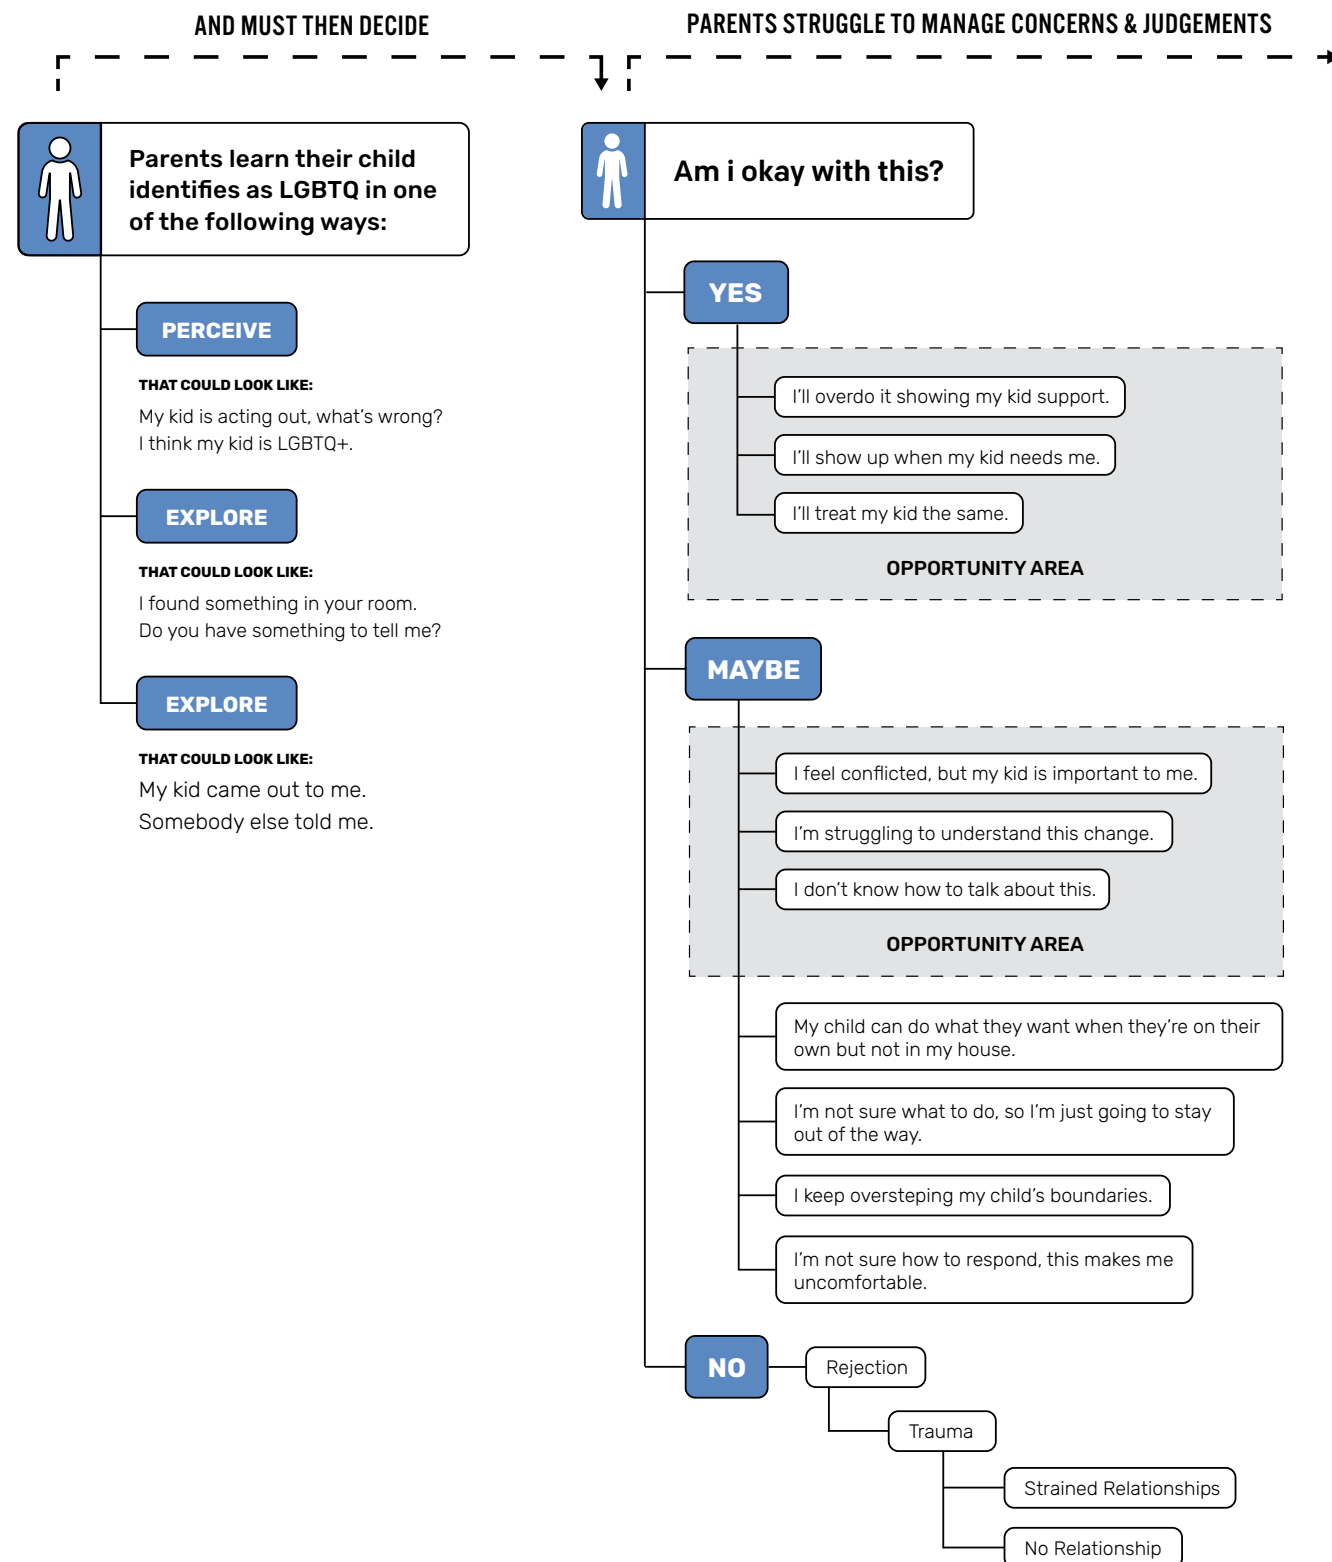 AND MUST THEN DECIDE
PARENTS STRUGGLE TO MANAGE CONCERNS & JUDGEMENTS
Parents learn their child
identifies as LGBTQ in one
of the following ways:
PERCEIVE
THAT COULD LOOK LIKE:
My kid is acting out, what's wrong?
I think my kid is LGBTQ+.
EXPLORE
THAT COULD LOOK LIKE:
I found something in your room.
Do you have something to tell me?
EXPLORE
THAT COULD LOOK LIKE:
My kid came out to me.
Somebody else told me.
Am i okay with this?
YES
I'll overdo it showing my kid support.
I'll show up when my kid needs me.
I'll treat my kid the same.
OPPORTUNITY AREA
MAYBE
I feel conflicted, but my kid is important to me.
I'm struggling to understand this change.
I don't know how to talk about this.
OPPORTUNITY AREA
My child can do what they want when they're on their
own but not in my house.
I'm not sure what to do, so I'm just going to stay
out of the way.
I keep oversteping my child's boundaries.
I'm not sure how to respond, this makes me
uncomfortable.
NO
Rejection
Trauma
Strained Relationships
No Relationship